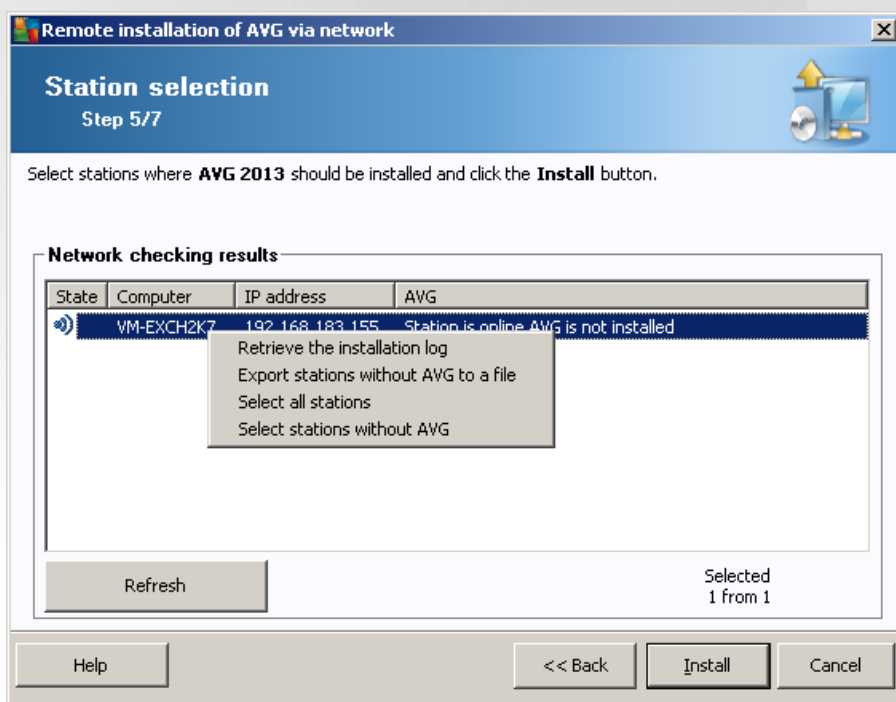 Remote installation of AVG via network
Station selection
Step 5/7
Select stations where AVG 2013 should be installed and click the Install button.
Network checking results
State Computer IP address AVG
VM-EXCH2K7 192.168.183.155 Station is online AVG is not installed
Retrieve the installation log
Export stations without AVG to a file
Select all stations
Select stations without AVG
Refresh
Selected
1 from 1
Help << Back Install Cancel